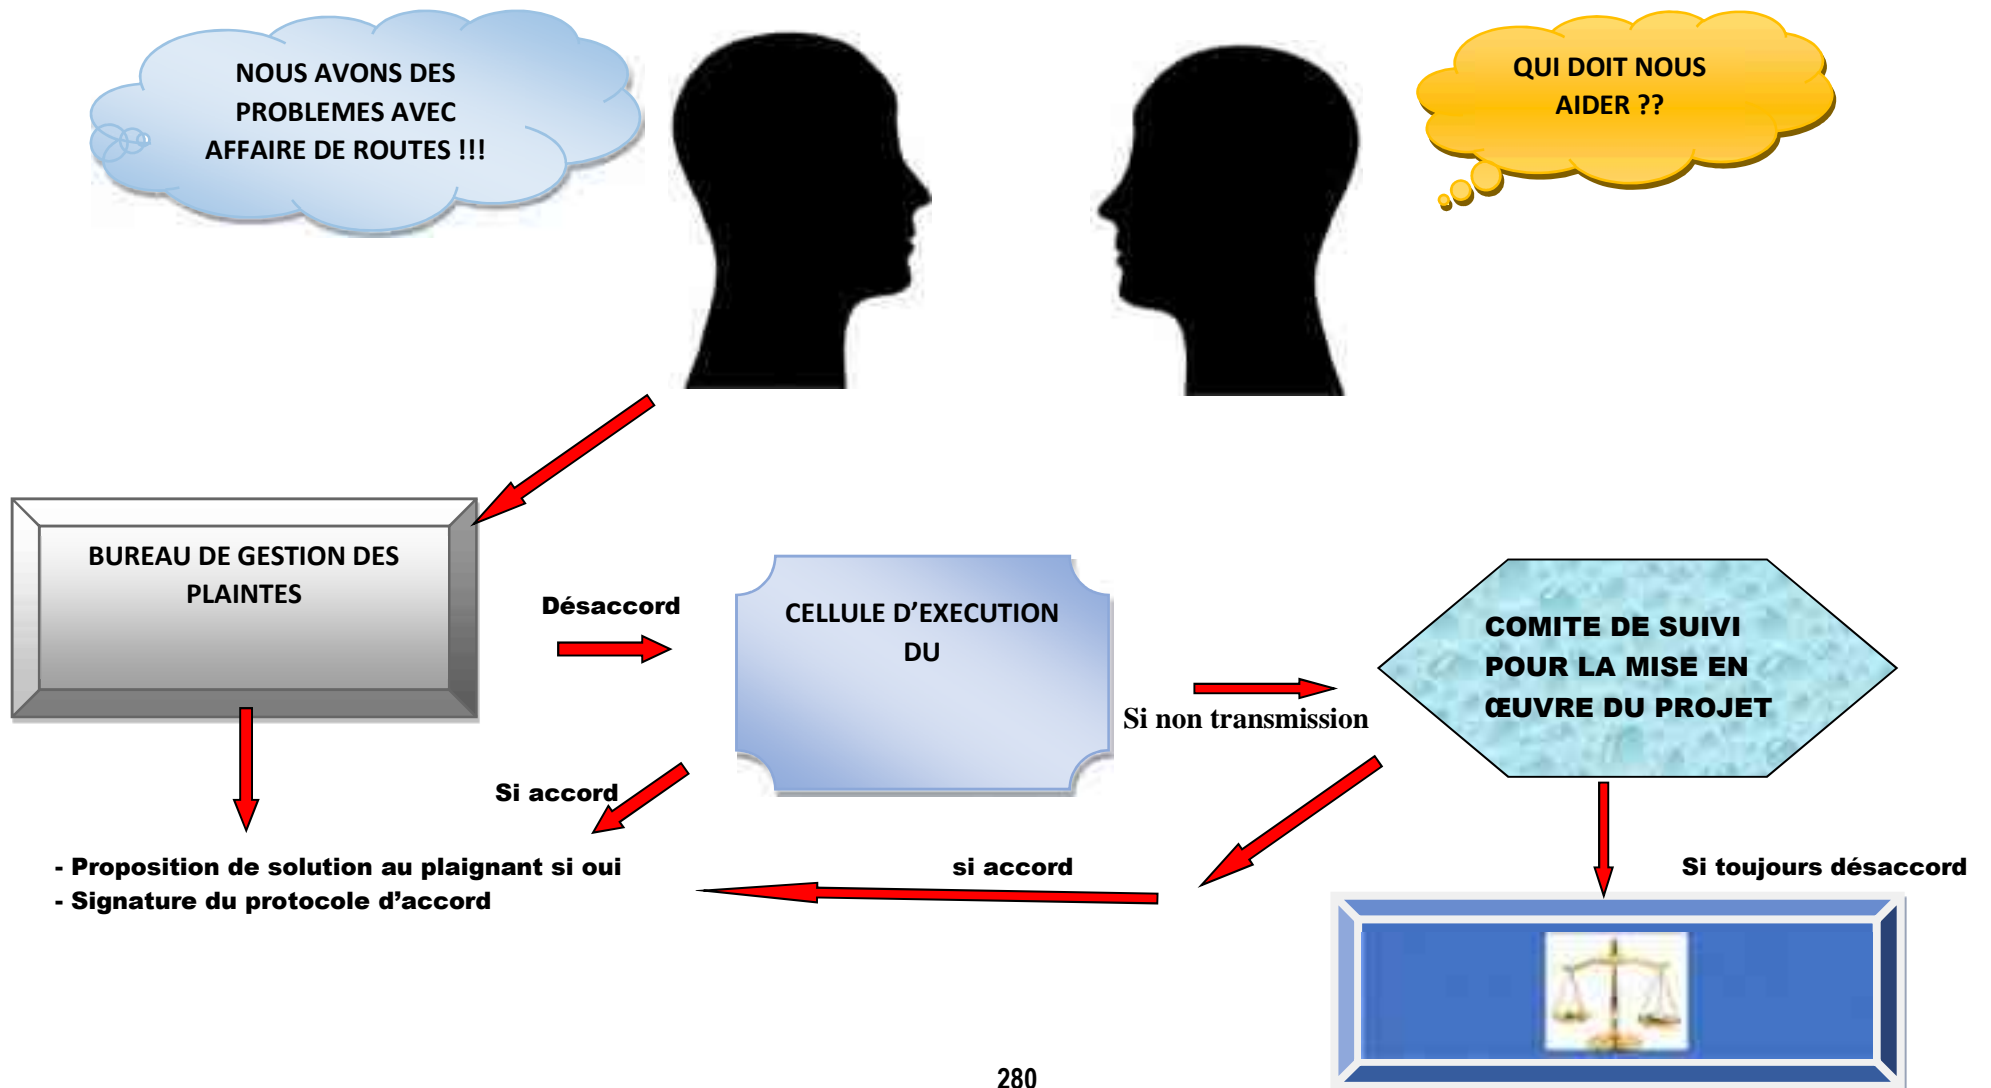 NOUS AVONS DES
PROBLEMES AVEC
AFFAIRE DE ROUTES !!!
QUI DOIT NOUS
AIDER ??
BUREAU DE GESTION DES
PLAINTES
Désaccord
CELLULE D’EXECUTION
DU
Si non transmission
COMITE DE SUIVI
POUR LA MISE EN
ŒUVRE DU PROJET
Si accord
- Proposition de solution au plaignant si oui
- Signature du protocole d’accord
si accord
Si toujours désaccord
280